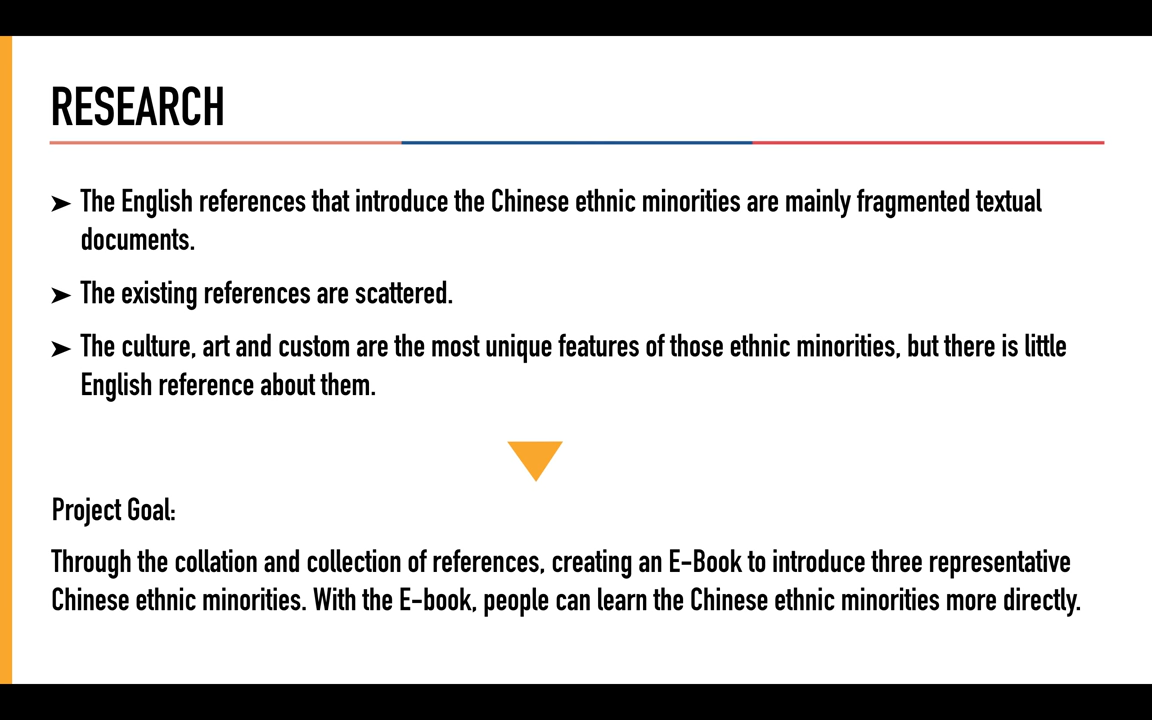 RESEARCH
➤ The English references that introduce the Chinese ethnic minorities are mainly fragmented textual
documents.
➤ The existing references are scattered.
➤ The culture, art and custom are the most unique features of those ethnic minorities, but there is little
English reference about them.
Project Goal:
Through the collation and collection of references, creating an E-Book to introduce three representative
Chinese ethnic minorities. With the E-book, people can learn the Chinese ethnic minorities more directly.